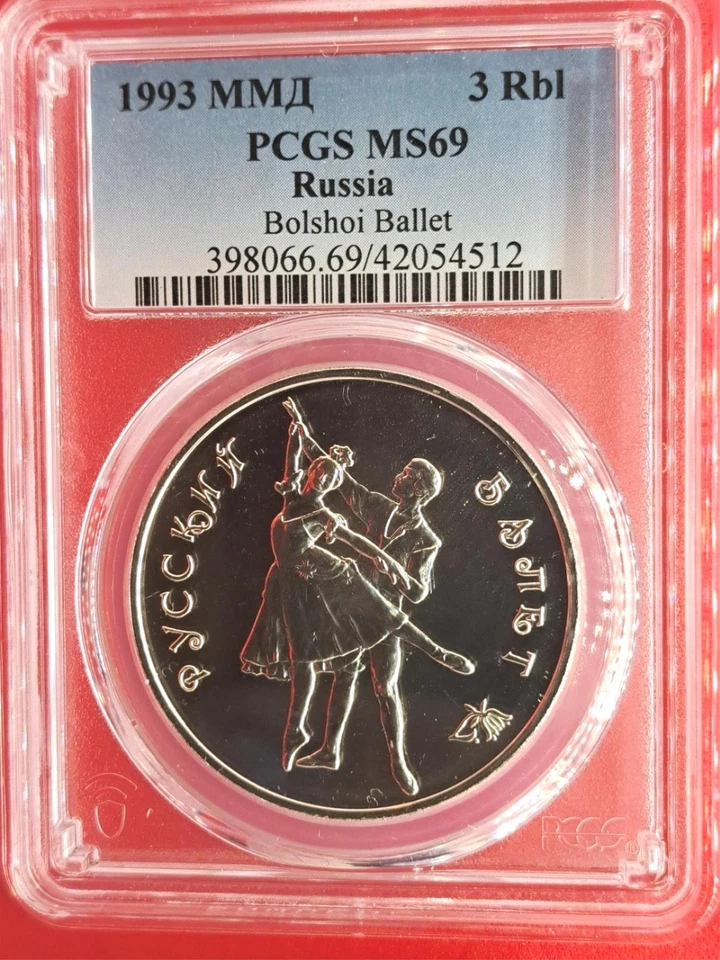 1993 ММД 3 Rbl
PCGS MS69
Russia
Bolshoi Ballet
398066.69/42054512
РУССКИЙ
БАЛЕТ
PCGS